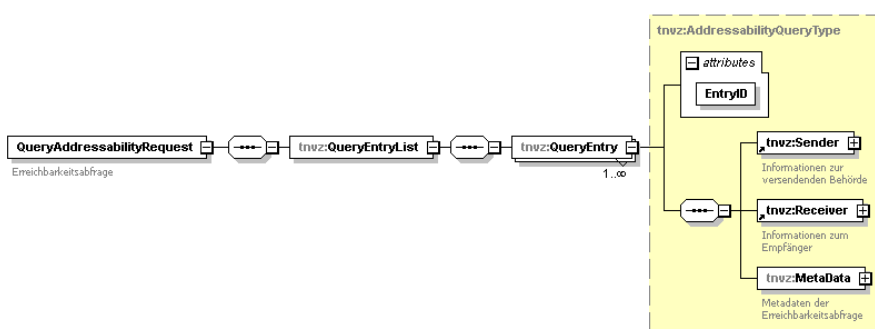 tnvz:AddressabilityQueryType
attributes
EntryID
QueryAddressabilityRequest
Erreichbarkeitsabfrage
tnvz:QueryEntryList
tnvz:QueryEntry
1..∞
tnvz:Sender
Informationen zur
versendenden Behörde
tnvz:Receiver
Informationen zum
Empfänger
tnvz:MetaData
Metadaten der
Erreichbarkeitsabfrage